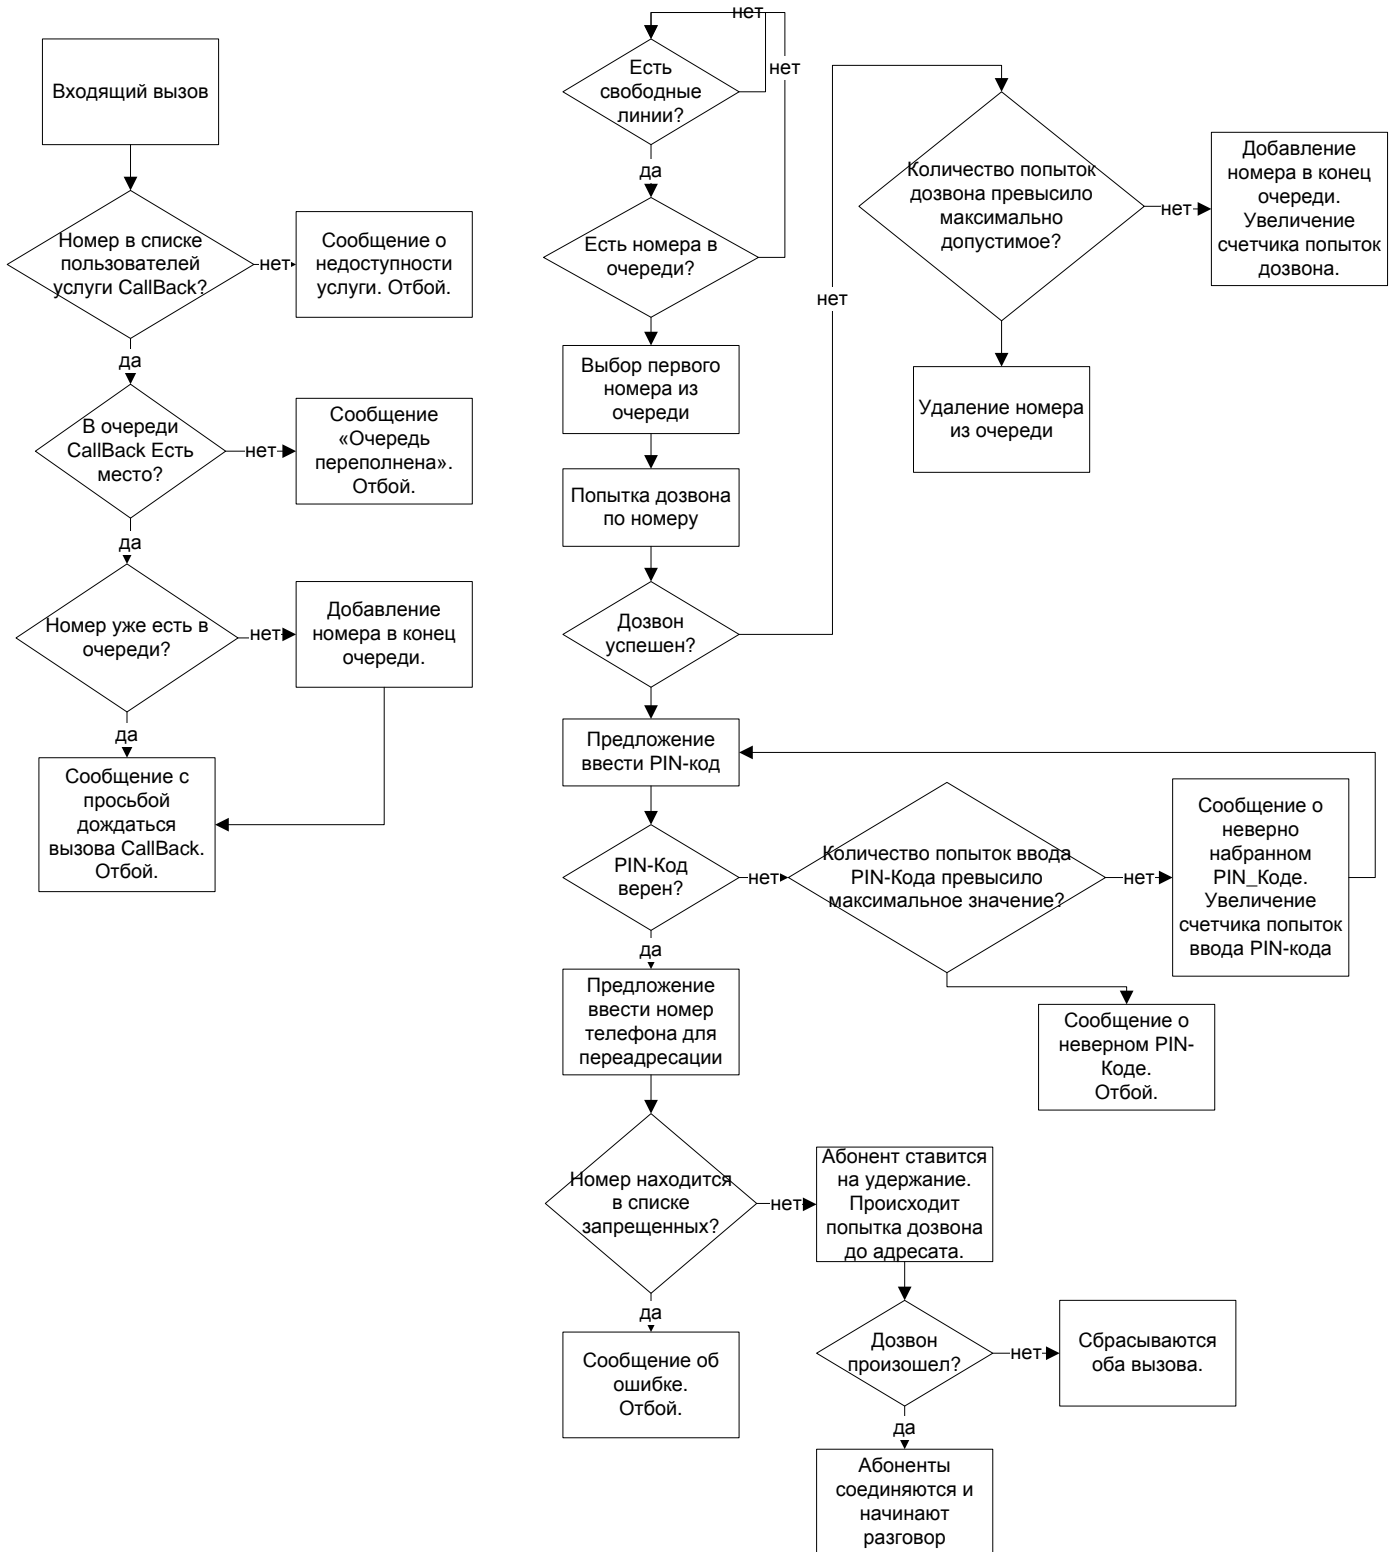 Входящий вызов
Номер в списке
пользователей
услуги CallBack?
нет
Сообщение о
недоступности
услуги. Отбой.
да
В очереди
CallBack Есть
место?
нет
Сообщение
«Очередь
переполнена».
Отбой.
да
Номер уже есть в
очереди?
нет
Добавление
номера в конец
очереди.
да
Сообщение с
просьбой
дождаться
вызова CallBack.
Отбой.
нет
нет
Есть
свободные
линии?
да
Есть номера в
очереди?
Выбор первого
номера из
очереди
Попытка дозвона
по номеру
Дозвон
успешен?
нет
Количество попыток
дозвона превысило
максимально
допустимое?
нет
Добавление
номера в конец
очереди.
Увеличение
счетчика попыток
дозвона.
Удаление номера
из очереди
Предложение
ввести PIN-код
PIN-Код
верен?
нет
Количество попыток ввода
PIN-Кода превысило
максимальное значение?
нет
Сообщение о
неверно
набранном
PIN_Коде.
Увеличение
счетчика попыток
ввода PIN-кода
Сообщение о
неверном PIN-
Коде.
Отбой.
да
Предложение
ввести номер
телефона для
переадресации
Номер находится
в списке
запрещенных?
нет
Абонент ставится
на удержание.
Происходит
попытка дозвона
до адресата.
да
Сообщение об
ошибке.
Отбой.
Дозвон
произошел?
нет
Сбрасываются
оба вызова.
да
Абоненты
соединяются и
начинают
разговор